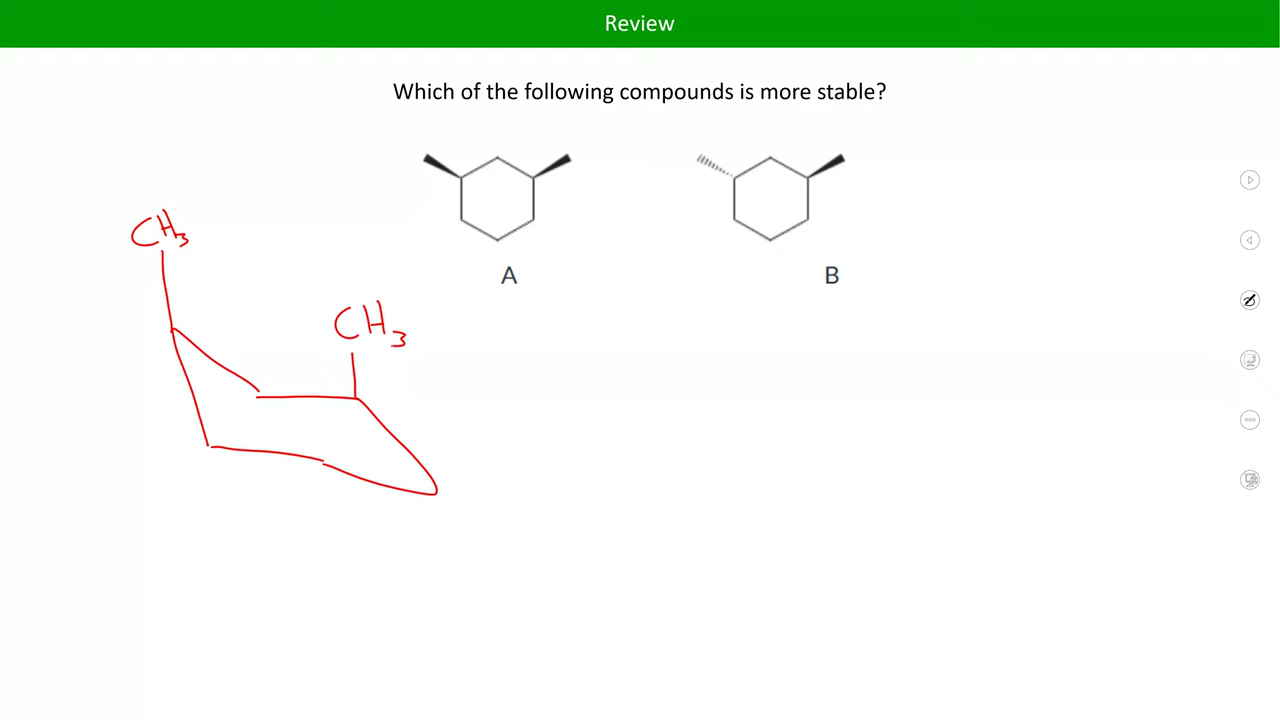 Review
Which of the following compounds is more stable?
A
B
CH₃
CH₃